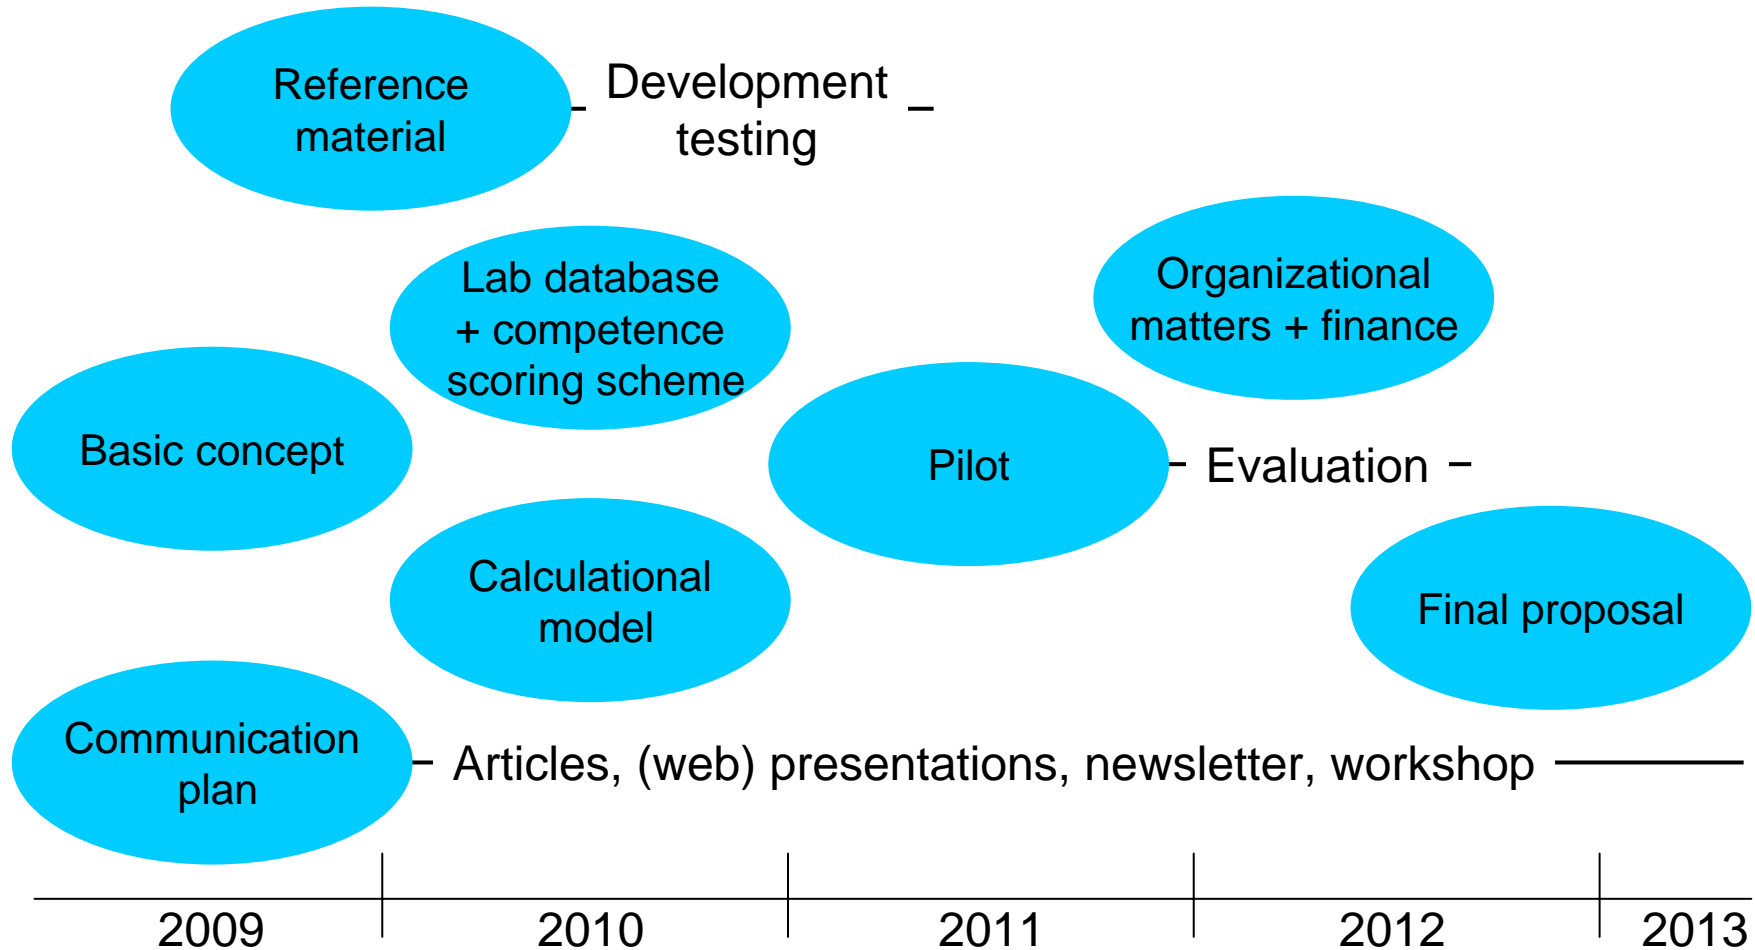 Reference
material
Development
testing
Lab database
+ competence
scoring scheme
Organizational
matters + finance
Basic concept
Pilot
Evaluation
Calculational
model
Final proposal
Communication
plan
Articles, (web) presentations, newsletter, workshop
2009
2010
2011
2012
2013